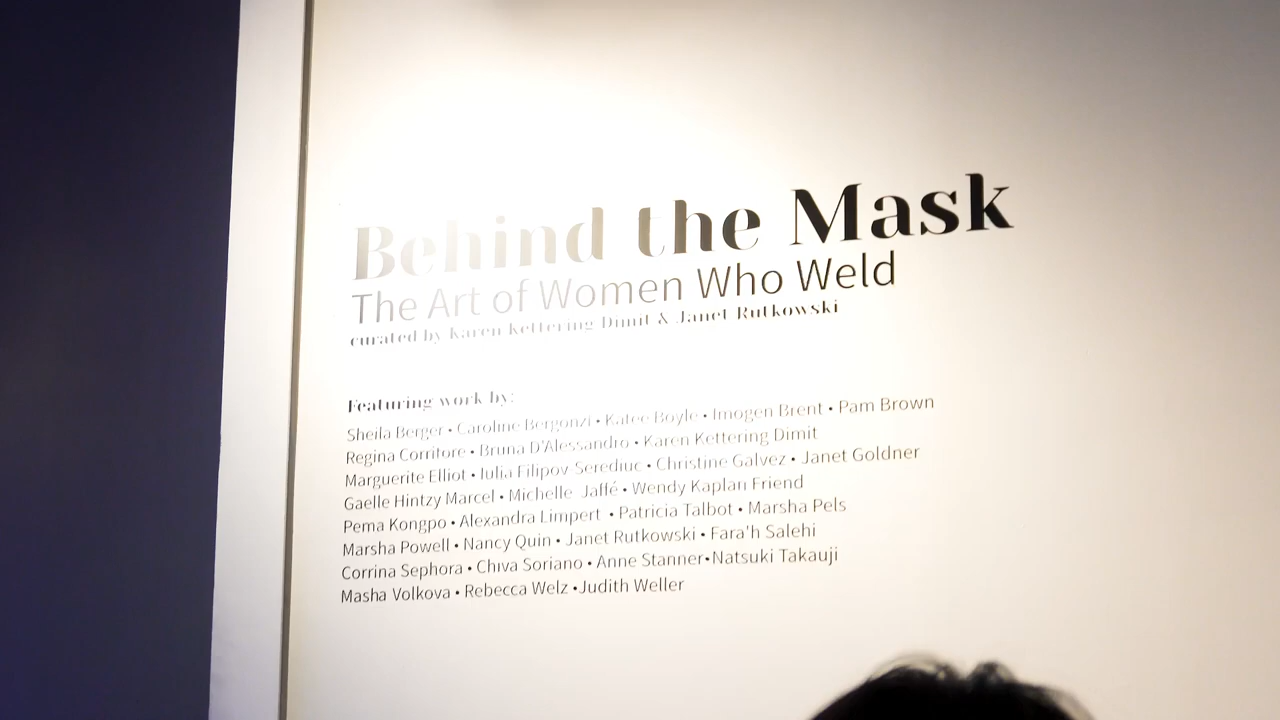 Behind the Mask
The Art of Women Who Weld
curated by Karen Kettering Dimit & Janet Rutkowski
Featuring work by:
Sheila Berger • Caroline Bergonzi • Katee Boyle • Imogen Brent • Pam Brown
Regina Corritore • Bruna D'Alessandro • Karen Kettering Dimit
Marguerite Elliot • Iulia Filipov-Serediuc • Christine Galvez • Janet Goldner
Gaelle Hintzy Marcel • Michelle Jaffé • Wendy Kaplan Friend
Pema Kongpo • Alexandra Limpert • Patricia Talbot • Marsha Pels
Marsha Powell • Nancy Quin • Janet Rutkowski • Fara'h Salehi
Corrina Sephora • Chiva Soriano • Anne Stanner•Natsuki Takauji
Masha Volkova • Rebecca Welz •Judith Weller